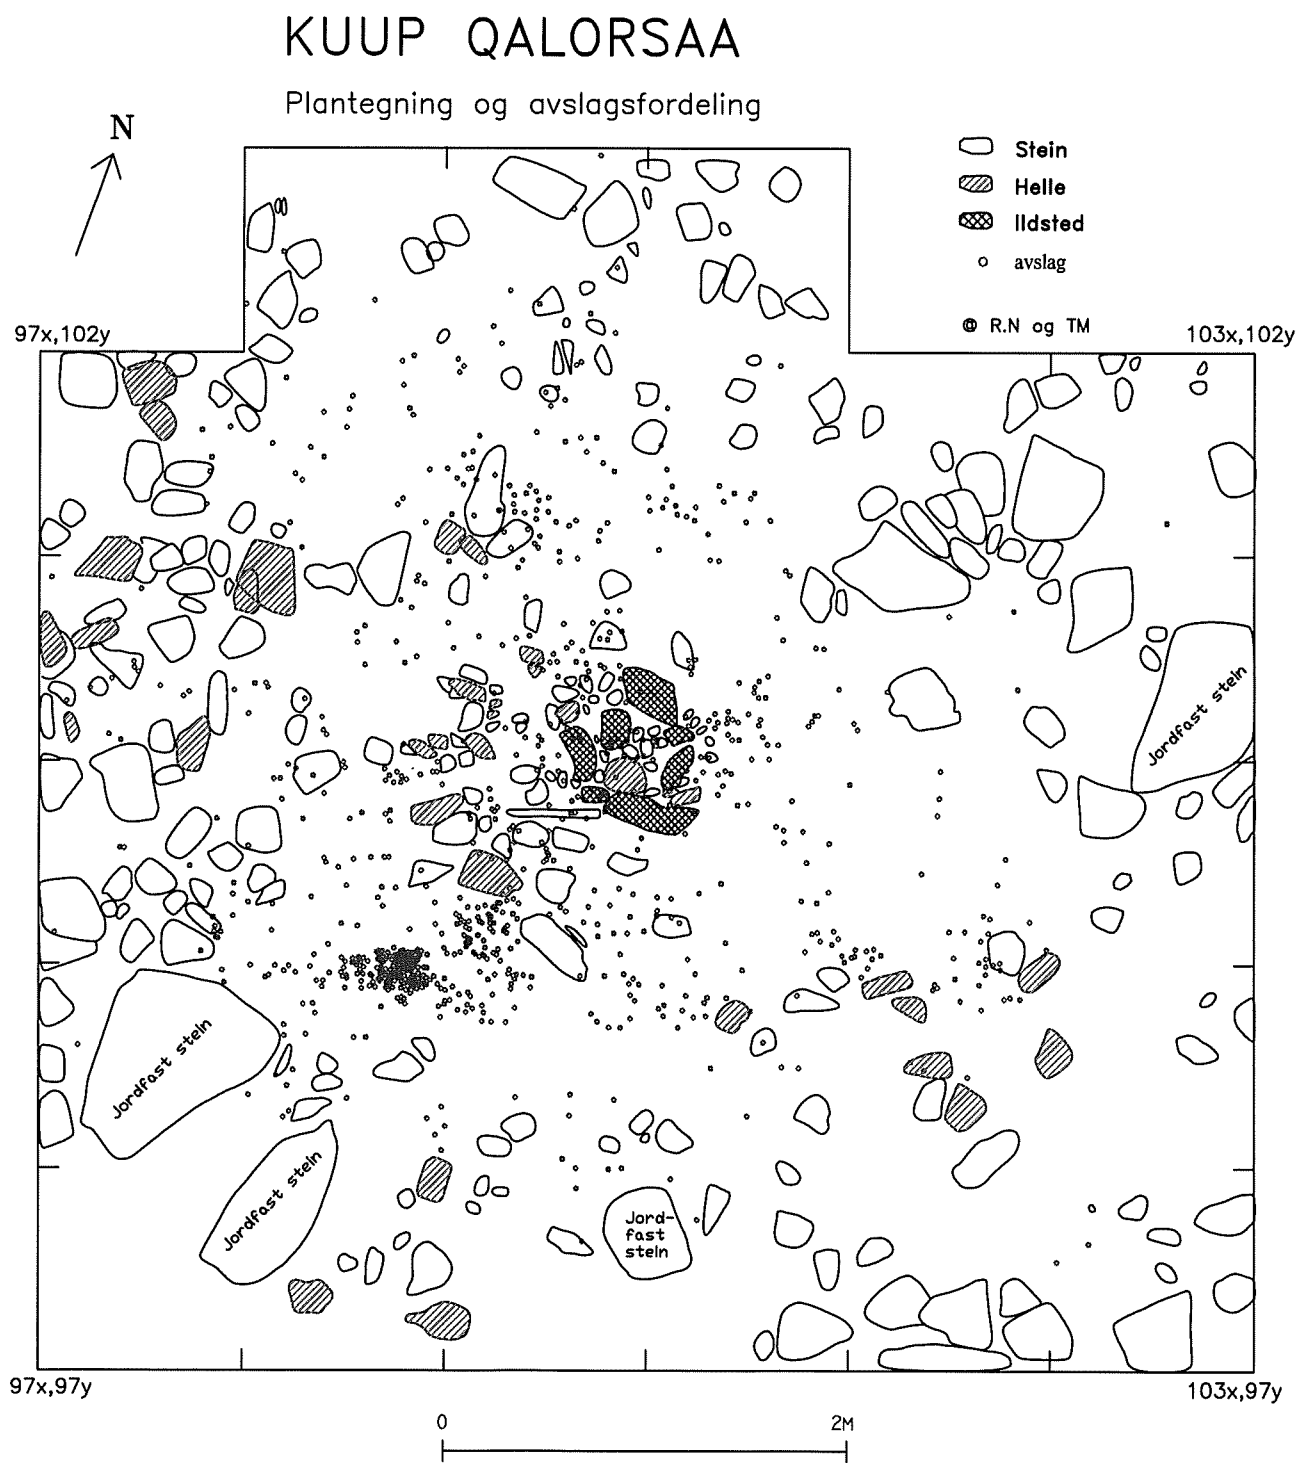 KUUP QALORSAA
Plantegning og avslagsfordeling
N
Stein
Helle
Ildsted
avslag
@ R.N og TM
97x,102y
103x,102y
Jordfast stein
Jordfast stein
Jordfast stein
Jord-
fast
stein
97x,97y
103x,97y
0
2M